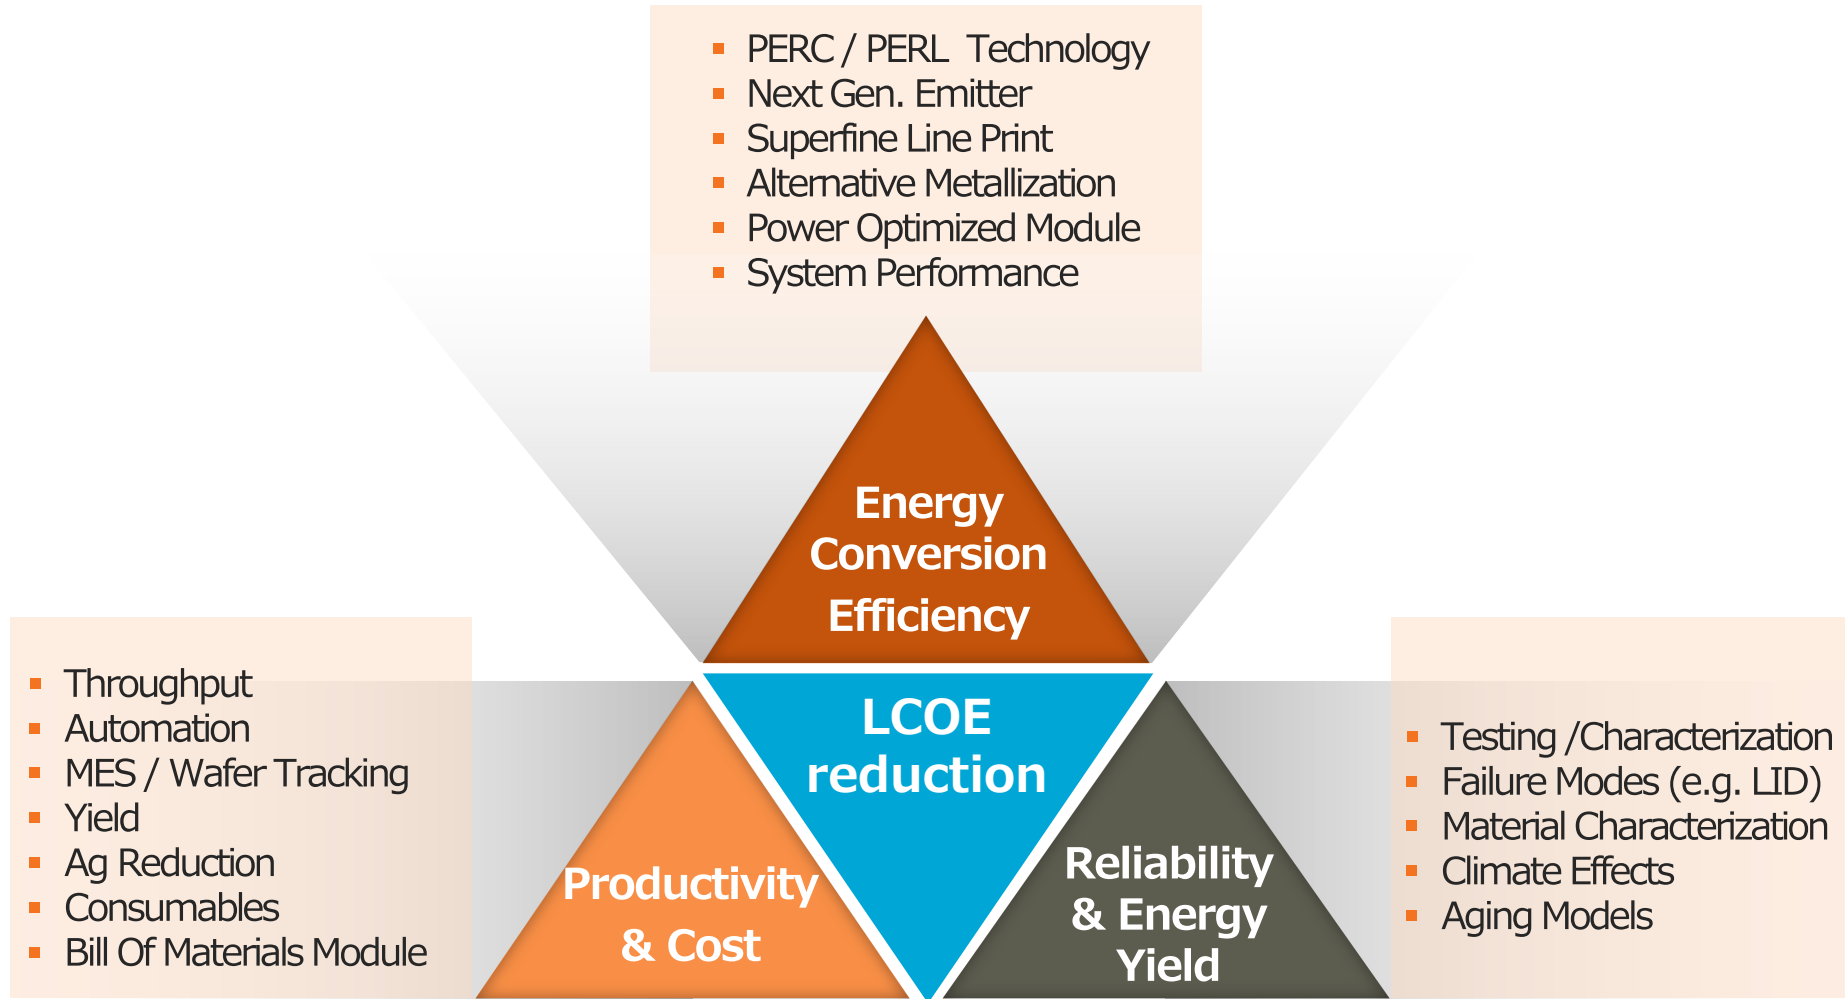 PERC / PERL Technology
Next Gen. Emitter
Superfine Line Print
Alternative Metallization
Power Optimized Module
System Performance
Energy
Conversion
Efficiency
LCOE
reduction
Throughput
Automation
MES / Wafer Tracking
Yield
Ag Reduction
Consumables
Bill Of Materials Module
Productivity
& Cost
Reliability
& Energy
Yield
Testing /Characterization
Failure Modes (e.g. LID)
Material Characterization
Climate Effects
Aging Models